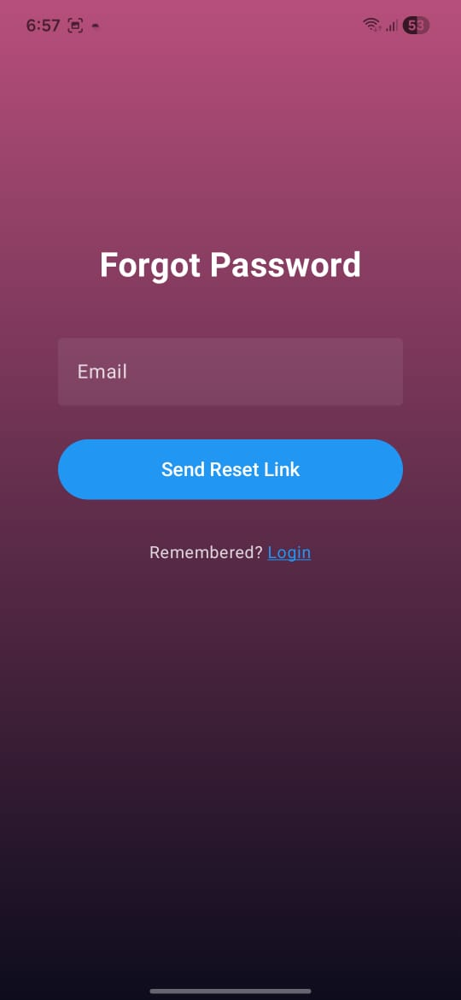 6:57
53
Forgot Password
Email
Send Reset Link
Remembered? Login